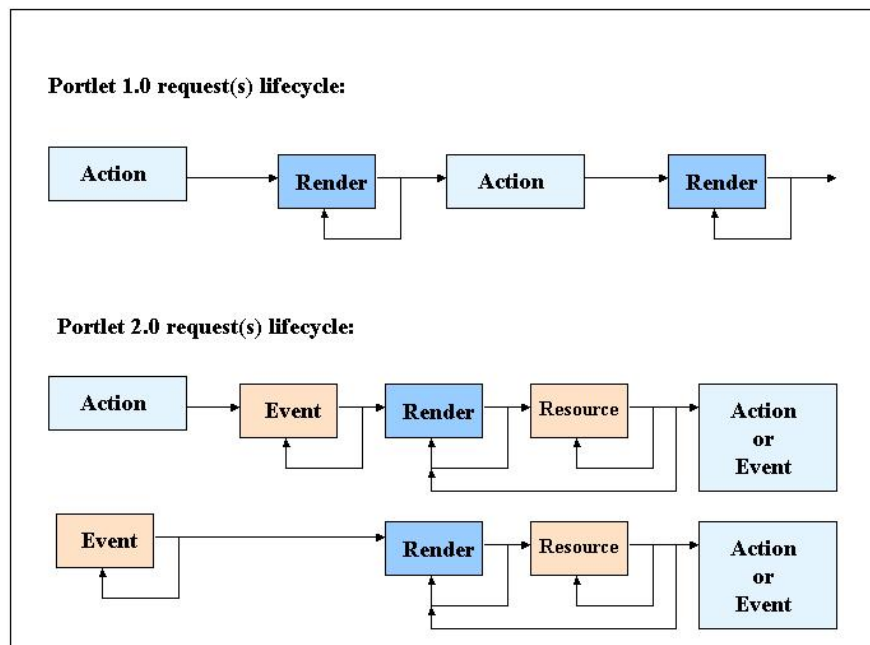 Portlet 1.0 request(s) lifecycle:
Action
Render
Action
Render
Portlet 2.0 request(s) lifecycle:
Action
Event
Render
Resource
Action
or
Event
Event
Render
Resource
Action
or
Event